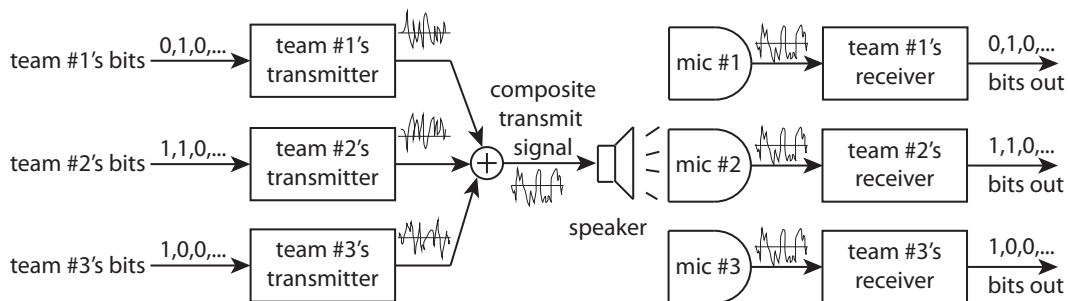 team #1's bits
0,1,0,...
team #1's
transmitter
mic #1
team #1's
receiver
0,1,0,...
bits out
composite
transmit
signal
team #2's bits
1,1,0,...
team #2's
transmitter
+
speaker
mic #2
team #2's
receiver
1,1,0,...
bits out
team #3's bits
1,0,0,...
team #3's
transmitter
mic #3
team #3's
receiver
1,0,0,...
bits out